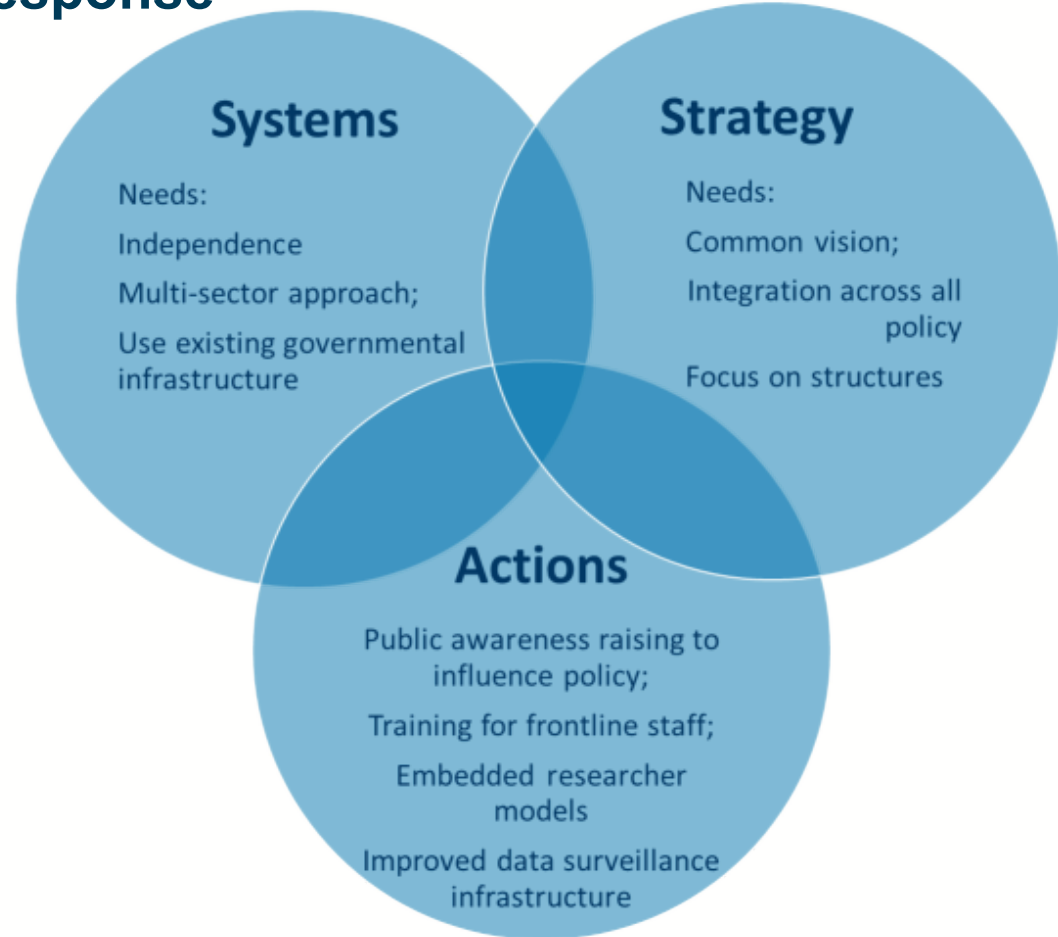 esponse
Systems
Needs:
Independence
Multi-sector approach;
Use existing governmental
infrastructure
Strategy
Needs:
Common vision;
Integration across all
policy
Focus on structures
Actions
Public awareness raising to
influence policy;
Training for frontline staff;
Embedded researcher
models
Improved data surveillance
infrastructure